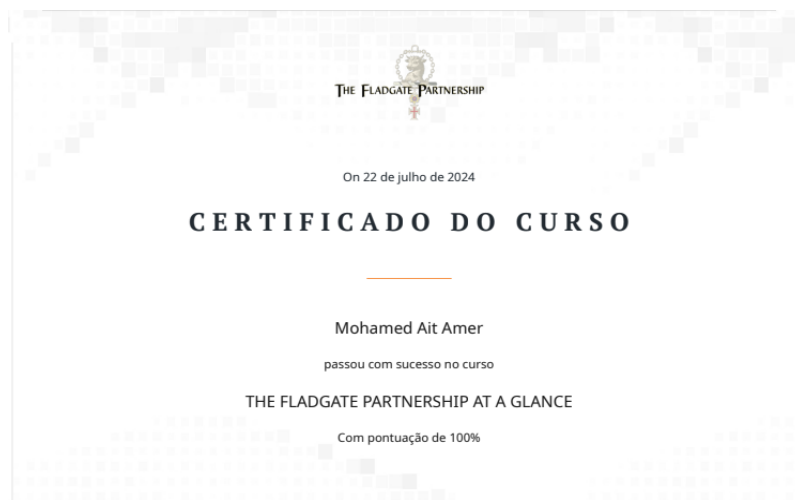 THE FLADGATE PARTNERSHIP
On 22 de julho de 2024
CERTIFICADO DO CURSO
Mohamed Ait Amer
passou com sucesso no curso
THE FLADGATE PARTNERSHIP AT A GLANCE
Com pontuação de 100%